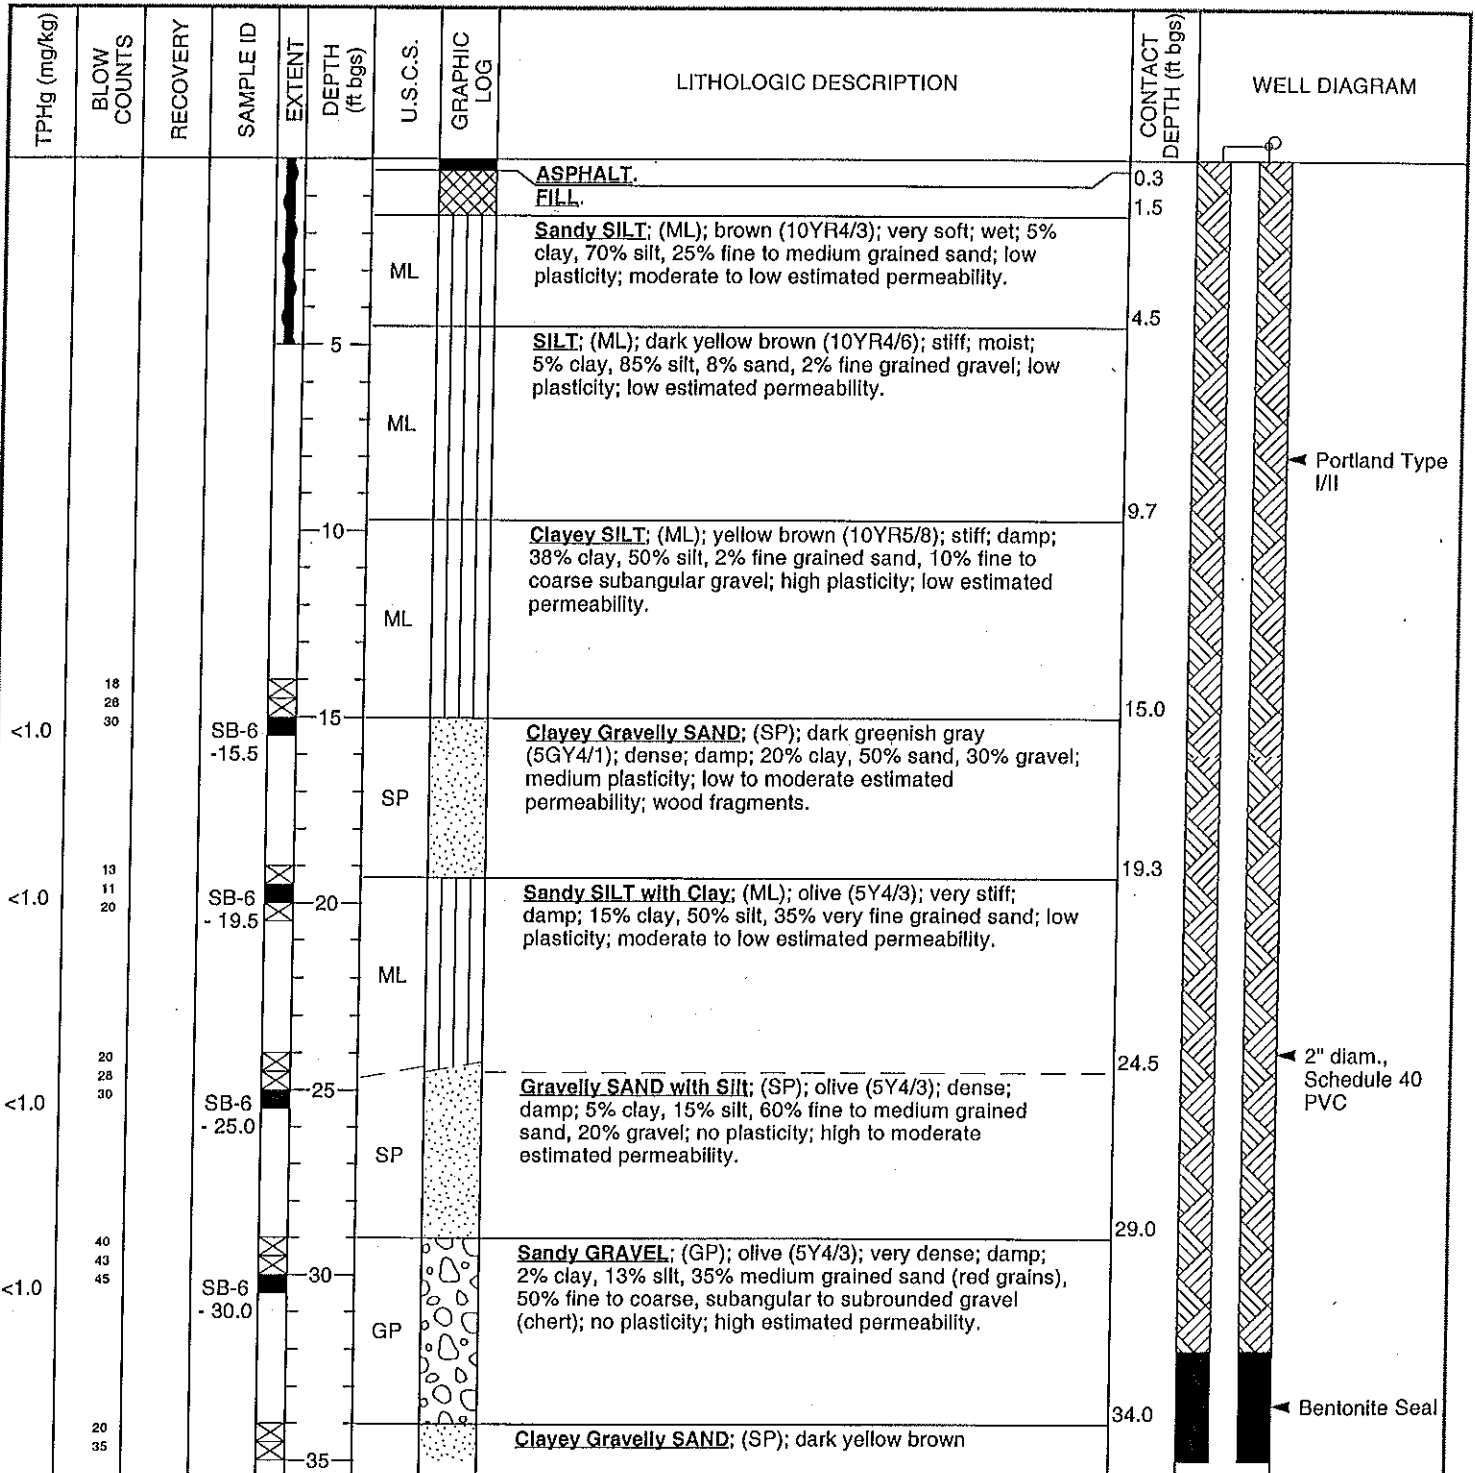 TPHg (mg/kg)
BLOW
COUNTS
RECOVERY
SAMPLE ID
EXTENT
DEPTH
(ft bgs)
U.S.C.S.
GRAPHIC
LOG
LITHOLOGIC DESCRIPTION
CONTACT
DEPTH (ft bgs)
WELL DIAGRAM
ASPHALT.
0.3
FILL.
1.5
Sandy SILT; (ML); brown (10YR4/3); very soft; wet; 5%
clay, 70% silt, 25% fine to medium grained sand; low
plasticity; moderate to low estimated permeability.
ML
4.5
5
SILT; (ML); dark yellow brown (10YR4/6); stiff; moist;
5% clay, 85% silt, 8% sand, 2% fine grained gravel; low
plasticity; low estimated permeability.
ML
Portland Type
I/II
9.7
10
Clayey SILT; (ML); yellow brown (10YR5/8); stiff; damp;
38% clay, 50% silt, 2% fine grained sand, 10% fine to
coarse subangular gravel; high plasticity; low estimated
permeability.
ML
18
28
30
15
15.0
<1.0
SB-6
-15.5
Clayey Gravelly SAND; (SP); dark greenish gray
(5GY4/1); dense; damp; 20% clay, 50% sand, 30% gravel;
medium plasticity; low to moderate estimated
permeability; wood fragments.
SP
13
11
20
19.3
<1.0
SB-6
- 19.5
20
Sandy SILT with Clay; (ML); olive (5Y4/3); very stiff;
damp; 15% clay, 50% silt, 35% very fine grained sand; low
plasticity; moderate to low estimated permeability.
ML
20
28
30
24.5
2" diam.,
Schedule 40
PVC
<1.0
SB-6
- 25.0
25
Gravelly SAND with Silt; (SP); olive (5Y4/3); dense;
damp; 5% clay, 15% silt, 60% fine to medium grained
sand, 20% gravel; no plasticity; high to moderate
estimated permeability.
SP
29.0
40
43
45
<1.0
SB-6
- 30.0
30
Sandy GRAVEL; (GP); olive (5Y4/3); very dense; damp;
2% clay, 13% silt, 35% medium grained sand (red grains),
50% fine to coarse, subangular to subrounded gravel
(chert); no plasticity; high estimated permeability.
GP
34.0
Bentonite Seal
20
35
35
Clayey Gravelly SAND; (SP); dark yellow brown